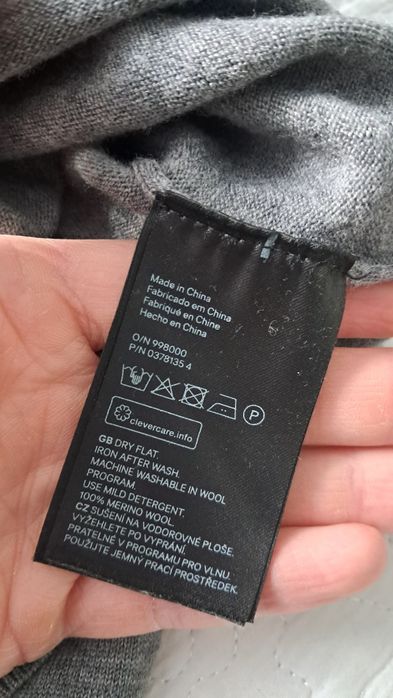 Made in China
Fabricado em China
Fabriqué en Chine
Hecho en China
O/N 998000
P/N 0378135 4
P
clevercare.info
GB DRY FLAT.
IRON AFTER WASH.
MACHINE WASHABLE IN WOOL
PROGRAM.
USE MILD DETERGENT.
100% MERINO WOOL.
CZ SUŠENÍ NA VODOROVNÉ PLOŠE.
VYŽEHLETE PO VYPRÁNÍ.
PRATELNÉ V PROGRAMU PRO VLNU.
POUŽIJTE JEMNÝ PRACÍ PROSTŘEDEK.